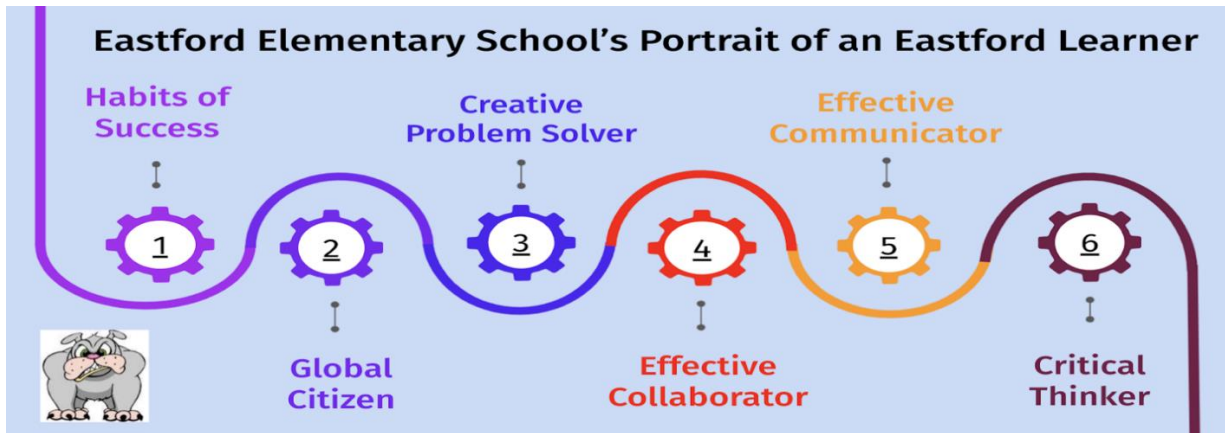 Eastford Elementary School's Portrait of an Eastford Learner
Habits of
Success
1
2
Global
Citizen
Creative
Problem Solver
3
4
Effective
Collaborator
Effective
Communicator
5
6
Critical
Thinker